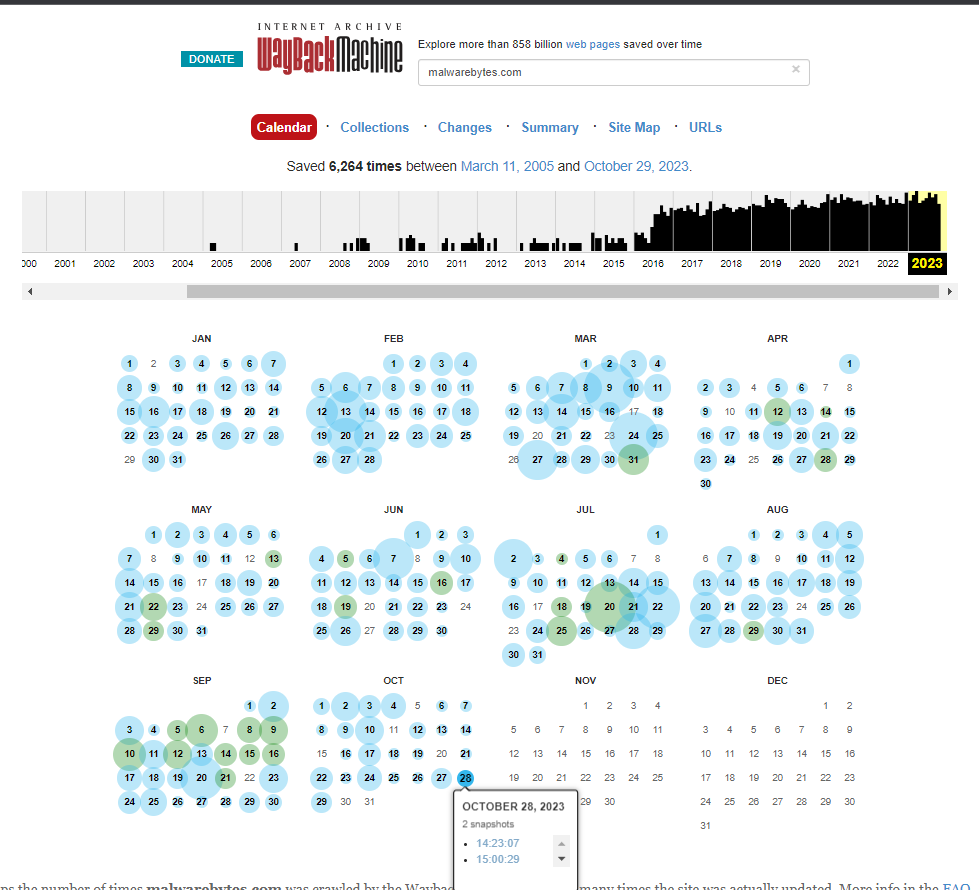 INTERNET ARCHIVE
WayBackMachine
DONATE
Explore more than 858 billion web pages saved over time
malwarebytes.com ×
Calendar · Collections · Changes · Summary · Site Map · URLs
Saved 6,264 times between March 11, 2005 and October 29, 2023.
2001 2002 2003 2004 2005 2006 2007 2008 2009 2010 2011 2012 2013 2014 2015 2016 2017 2018 2019 2020 2021 2022 2023
JAN
1 2 3 4 5 6 7
8 9 10 11 12 13 14
15 16 17 18 19 20 21
22 23 24 25 26 27 28
29 30 31
FEB
1 2 3 4
5 6 7 8 9 10 11
12 13 14 15 16 17 18
19 20 21 22 23 24 25
26 27 28
MAR
1 2 3 4
5 6 7 8 9 10 11
12 13 14 15 16 17 18
19 20 21 22 23 24 25
26 27 28 29 30 31
APR
1
2 3 4 5 6 7 8
9 10 11 12 13 14 15
16 17 18 19 20 21 22
23 24 25 26 27 28 29
30
MAY
1 2 3 4 5 6
7 8 9 10 11 12 13
14 15 16 17 18 19 20
21 22 23 24 25 26 27
28 29 30 31
JUN
1 2 3
4 5 6 7 8 9 10
11 12 13 14 15 16 17
18 19 20 21 22 23 24
25 26 27 28 29 30
JUL
1
2 3 4 5 6 7 8
9 10 11 12 13 14 15
16 17 18 19 20 21 22
23 24 25 26 27 28 29
30 31
AUG
1 2 3 4 5
6 7 8 9 10 11 12
13 14 15 16 17 18 19
20 21 22 23 24 25 26
27 28 29 30 31
SEP
1 2
3 4 5 6 7 8 9
10 11 12 13 14 15 16
17 18 19 20 21 22 23
24 25 26 27 28 29 30
OCT
1 2 3 4 5 6 7
8 9 10 11 12 13 14
15 16 17 18 19 20 21
22 23 24 25 26 27 28
29 30 31
NOV
1 2 3 4
5 6 7 8 9 10 11
12 13 14 15 16 17 18
19 20 21 22 23 24 25
29 30
DEC
1 2
3 4 5 6 7 8 9
10 11 12 13 14 15 16
17 18 19 20 21 22 23
24 25 26 27 28 29 30
31
OCTOBER 28, 2023
2 snapshots
• 14:23:07
• 15:00:29
the number of times malwarebytes.com was crawled by the many times the site was actually updated. More info in the FAQ